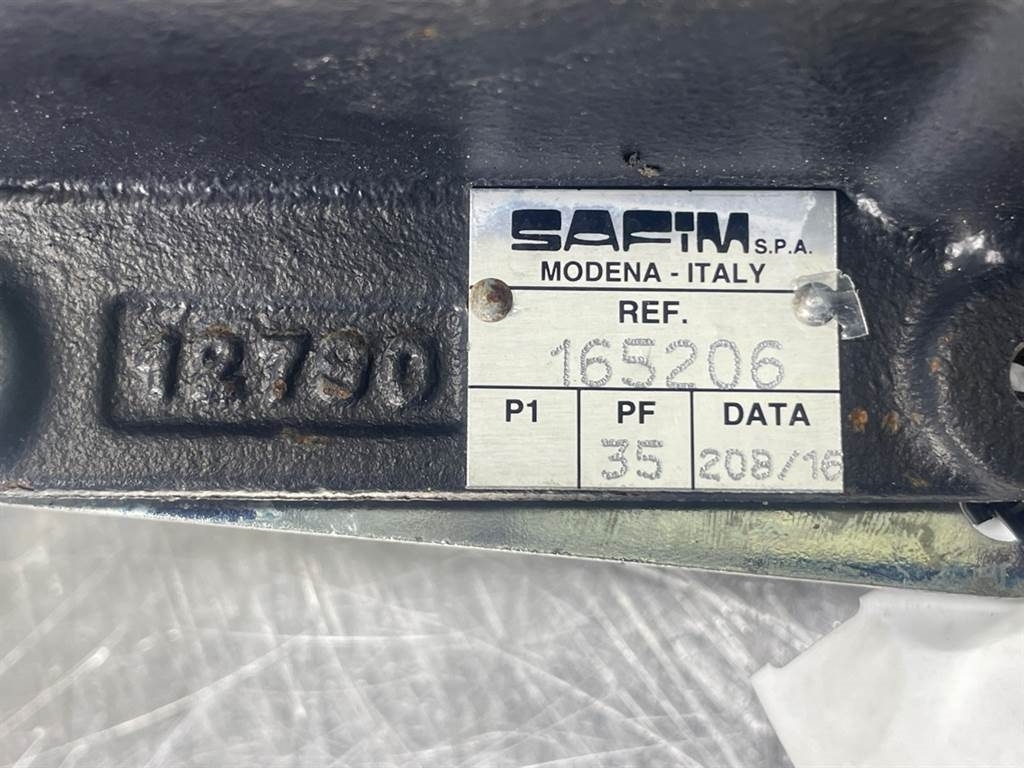 SAFIM S.P.A.
MODENA - ITALY
REF.
165206
P1 PF DATA
35 208/16
12790